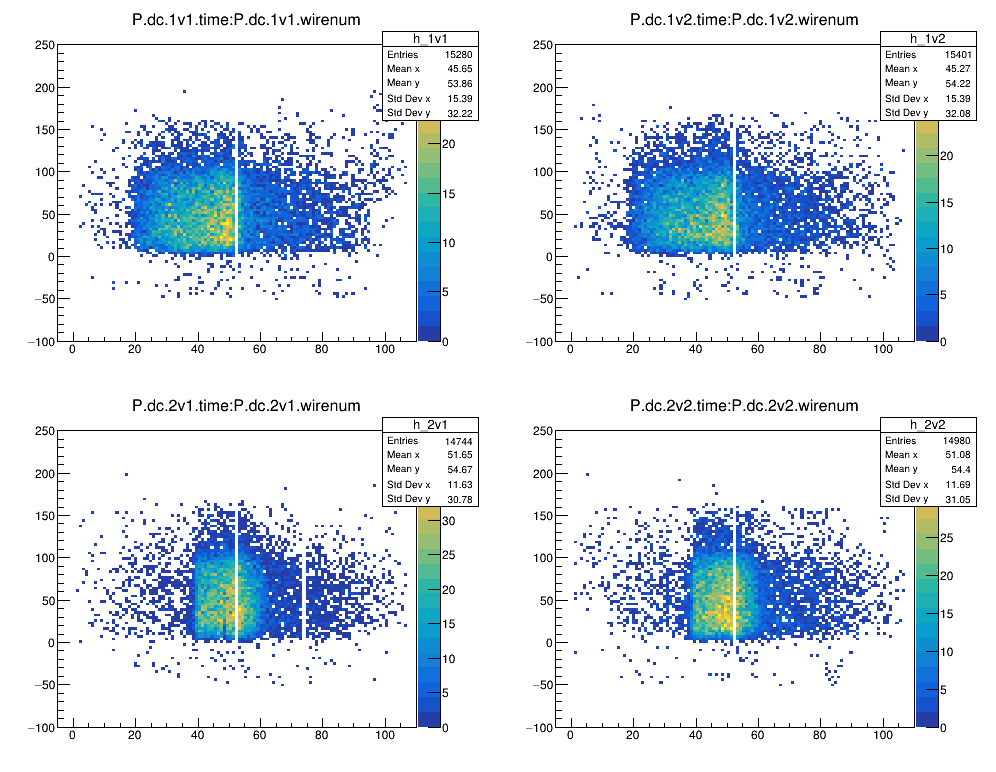 P.dc.1v1.time:P.dc.1v1.wirenum
h_1v1
Entries 15280
Mean x 45.65
Mean y 53.86
Std Dev x 15.39
Std Dev y 32.22
250
200
150
100
50
0
−50
−100
0 20 40 60 80 100
20
15
10
5
0
P.dc.1v2.time:P.dc.1v2.wirenum
h_1v2
Entries 15401
Mean x 45.27
Mean y 54.22
Std Dev x 15.39
Std Dev y 32.08
250
200
150
100
50
0
−50
−100
0 20 40 60 80 100
20
15
10
5
0
P.dc.2v1.time:P.dc.2v1.wirenum
h_2v1
Entries 14744
Mean x 51.65
Mean y 54.67
Std Dev x 11.63
Std Dev y 30.78
250
200
150
100
50
0
−50
−100
0 20 40 60 80 100
30
25
20
15
10
5
0
P.dc.2v2.time:P.dc.2v2.wirenum
h_2v2
Entries 14980
Mean x 51.08
Mean y 54.4
Std Dev x 11.69
Std Dev y 31.05
250
200
150
100
50
0
−50
−100
0 20 40 60 80 100
25
20
15
10
5
0